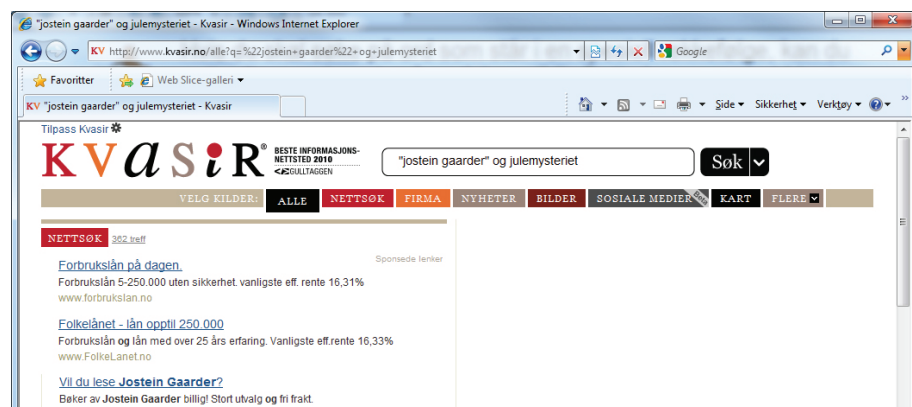 "jostein gaarder" og julemysteriet - Kvasir - Windows Internet Explorer
KV http://www.kvasir.no/alle?q=%22jostein+gaarder%22+og+julemysteriet
Google
Favoritter Web Slice-galleri
KV "jostein gaarder" og julemysteriet - Kvasir
Side Sikkerhet Verktøy »
Tilpass Kvasir
KVASIR®
BESTE INFORMASJONS-
NETTSTED 2010
GULLTAGGEN
"jostein gaarder" og julemysteriet
Søk
VELG KILDER: ALLE NETTSØK FIRMA NYHETER BILDER SOSIALE MEDIER Beta KART FLERE
NETTSØK 362 treff
Sponsede lenker
Forbrukslån på dagen
Forbrukslån 5-250.000 uten sikkerhet. vanligste eff. rente 16,31%
www.forbrukslan.no
Folkelånet - lån opptil 250.000
Forbrukslån og lån med over 25 års erfaring. Vanligste eff.rente 16,33%
www.FolkeLanet.no
Vil du lese Jostein Gaarder?
Bøker av Jostein Gaarder billig! Stort utvalg og fri frakt.